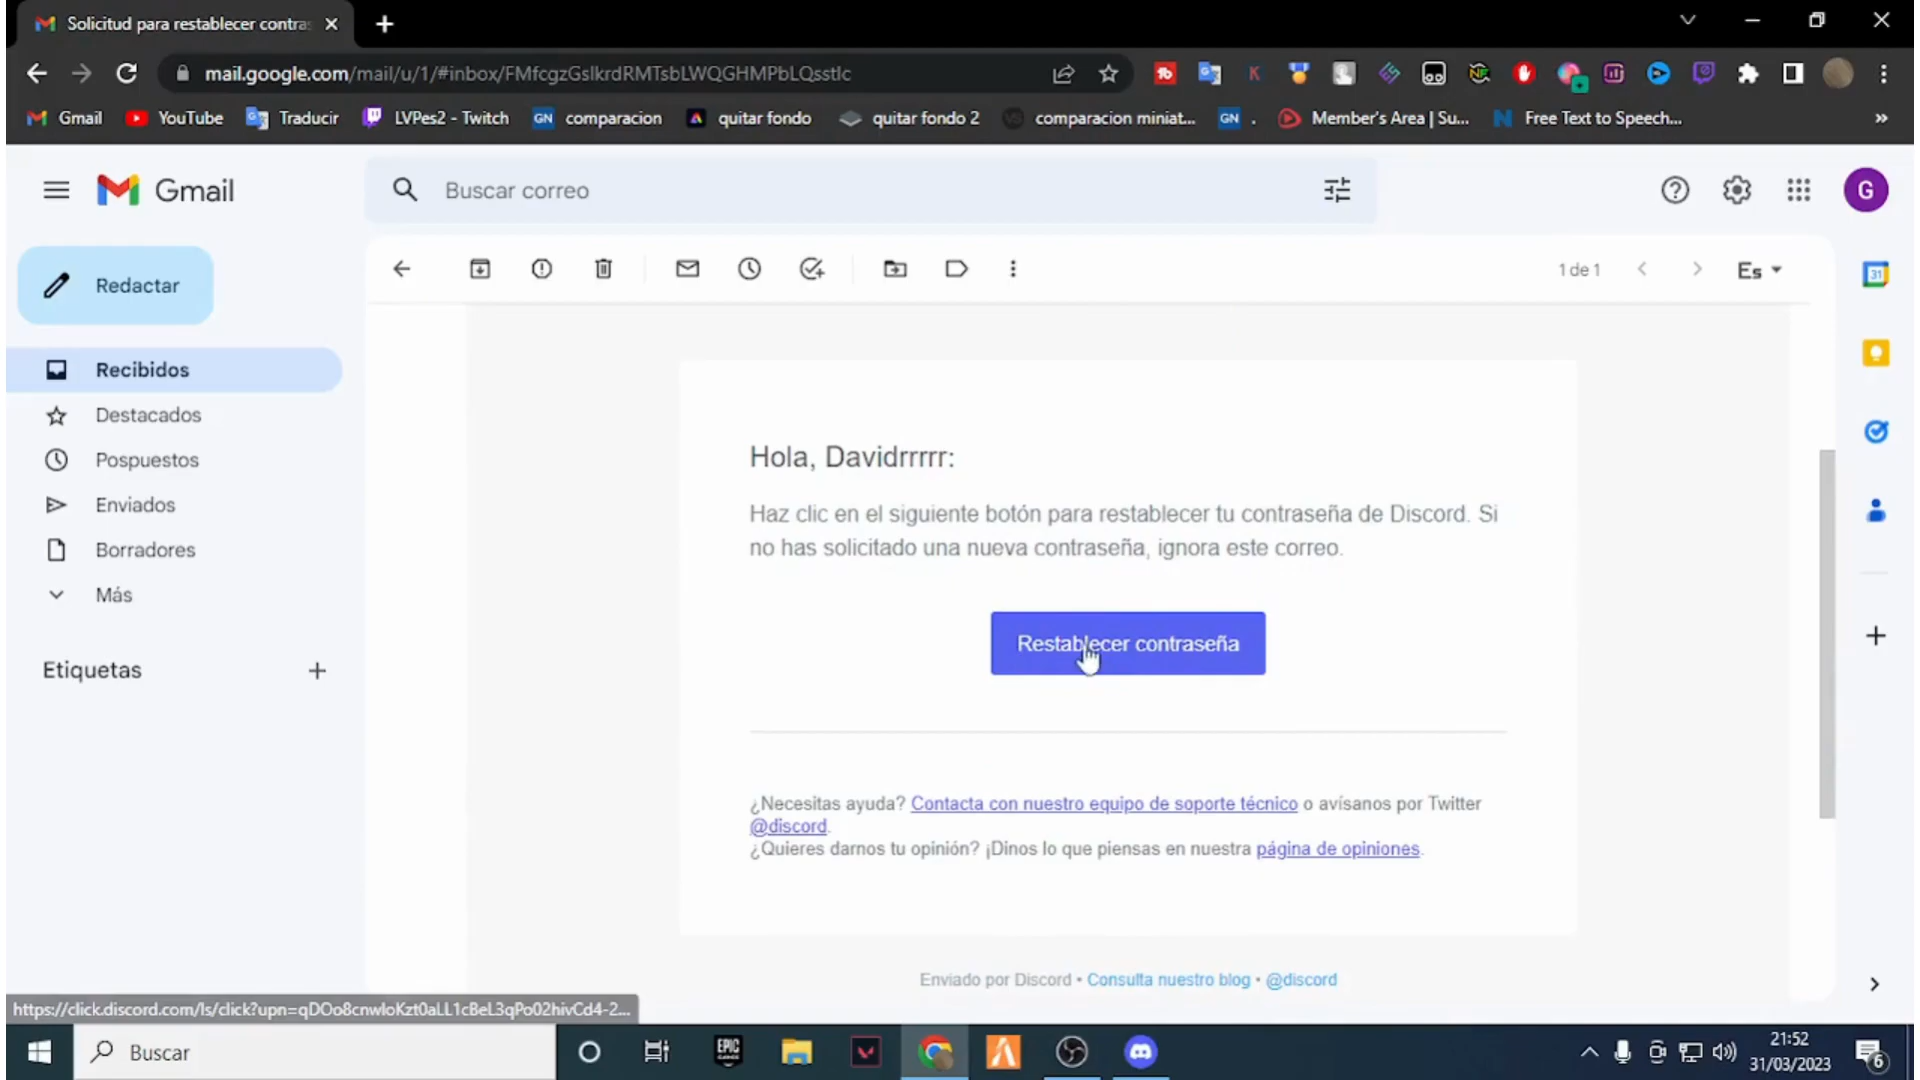 Solicitud para restablecer contra
mail.google.com/mail/u/1/#inbox/FMfcgzGslkrdRMTsbLWQGHMPbLQsstlc
Gmail
YouTube
Traducir
LVPes2 - Twitch
GN comparacion
quitar fondo
quitar fondo 2
comparacion miniat...
GN .
Member's Area | Su...
Free Text to Speech...
»
Gmail
Buscar correo
G
Redactar
1 de 1
Es
31
Recibidos
Destacados
Pospuestos
Enviados
Borradores
Más
Etiquetas
Hola, Davidrrrrr:
Haz clic en el siguiente botón para restablecer tu contraseña de Discord. Si
no has solicitado una nueva contraseña, ignora este correo.
Restablecer contraseña
¿Necesitas ayuda? Contacta con nuestro equipo de soporte técnico o avísanos por Twitter
@discord.
¿Quieres darnos tu opinión? ¡Dinos lo que piensas en nuestra página de opiniones.
Enviado por Discord • Consulta nuestro blog • @discord
https://click.discord.com/ls/click?upn=qDOo8cnwloKzt0aLL1cBeL3qPo02hivCd4-2...
Buscar
EPIC
GAMES
21:52
31/03/2023
6